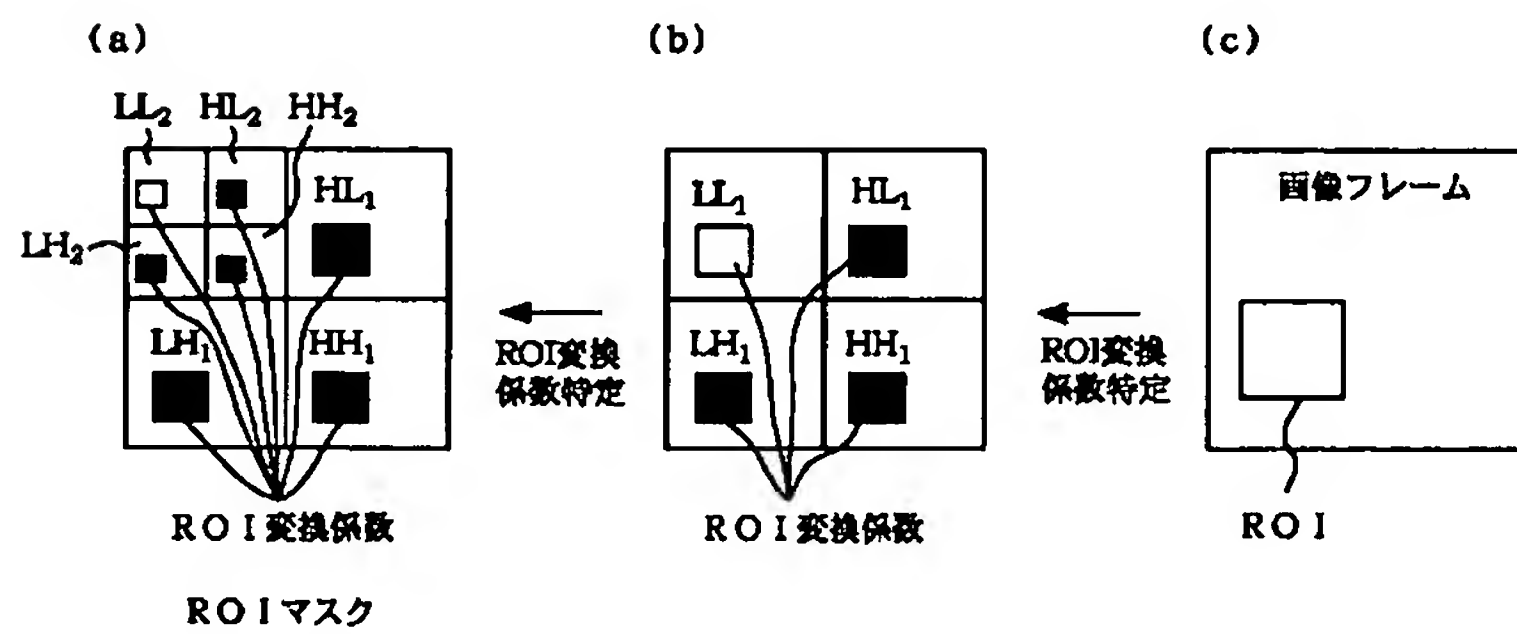 (a)
(b)
(c)
LL₂ HL₂ HH₂
HL₁
LH₂
LH₁
HH₁
LL₁
HL₁
LH₁
HH₁
画像フレーム
ROI変換
係数特定
ROI変換
係数特定
ROI変換係数
ROI変換係数
ROI
ROIマスク